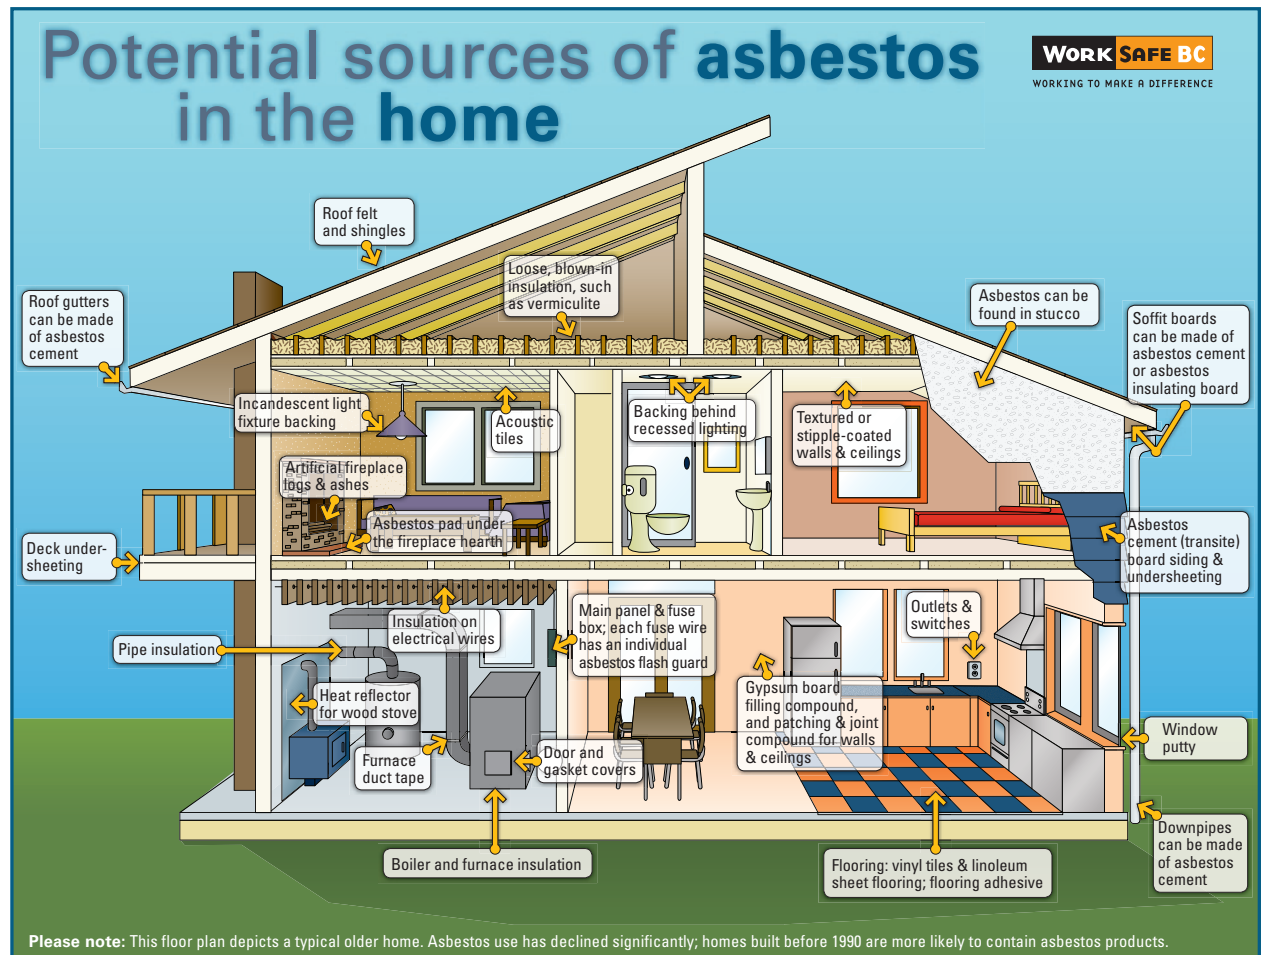 Potential sources of asbestos
in the home
WORK SAFE BC
WORKING TO MAKE A DIFFERENCE
Roof felt
and shingles
Loose, blown-in
insulation, such
as vermiculite
Asbestos can be
found in stucco
Roof gutters
can be made
of asbestos
cement
Soffit boards
can be made of
asbestos cement
or asbestos
insulating board
Incandescent light
fixture backing
Acoustic
tiles
Backing behind
recessed lighting
Textured or
stipple-coated
walls & ceilings
Artificial fireplace
logs & ashes
Asbestos pad under
the fireplace hearth
Deck under-
sheeting
Asbestos
cement (transite)
board siding &
undersheeting
Insulation on
electrical wires
Main panel & fuse
box; each fuse wire
has an individual
asbestos flash guard
Outlets &
switches
Pipe insulation
Heat reflector
for wood stove
Gypsum board
filling compound,
and patching & joint
compound for walls
& ceilings
Furnace
duct tape
Door and
gasket covers
Window
putty
Boiler and furnace insulation
Flooring: vinyl tiles & linoleum
sheet flooring; flooring adhesive
Downpipes
can be made
of asbestos
cement
Please note: This floor plan depicts a typical older home. Asbestos use has declined significantly; homes built before 1990 are more likely to contain asbestos products.